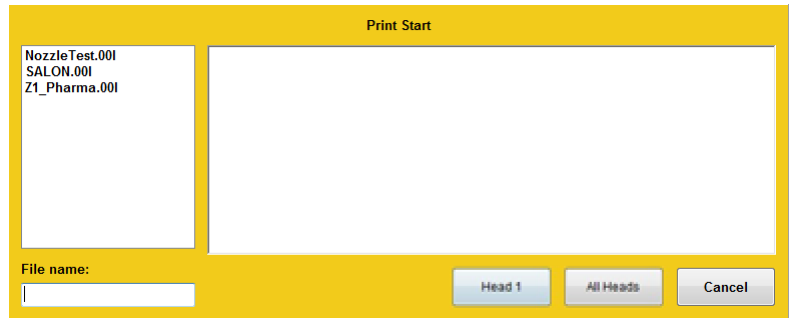 Print Start
NozzleTest.00I
SALON.00I
Z1_Pharma.00I
File name:
Head 1
All Heads
Cancel